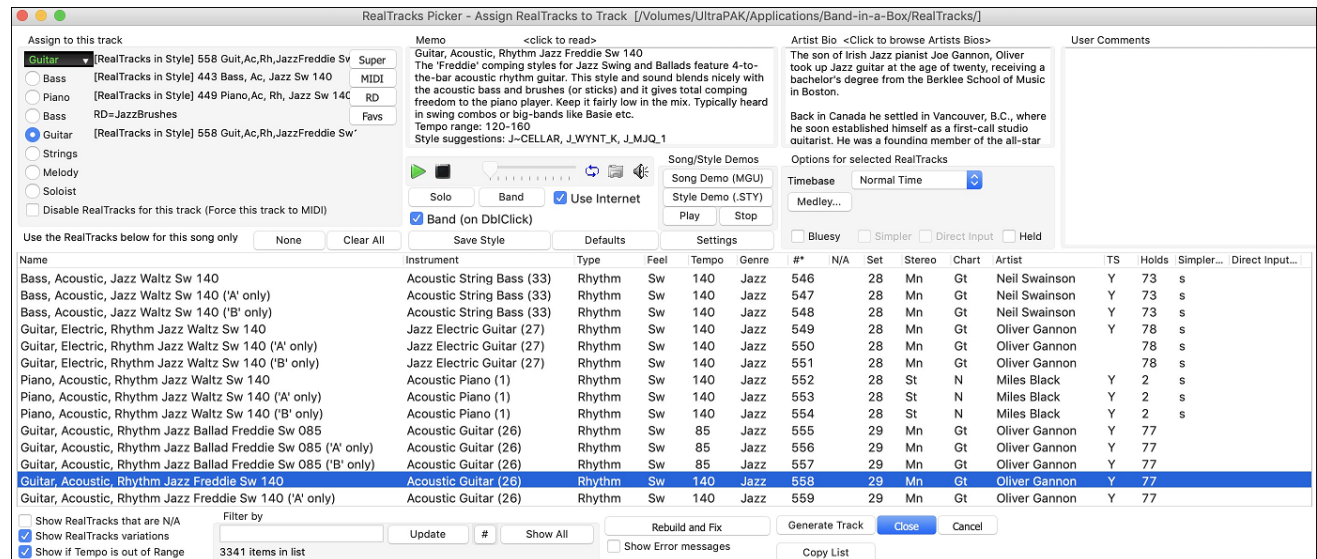 RealTracks Picker - Assign RealTracks to Track [/Volumes/UltraPAK/Applications/Band-in-a-Box/RealTracks/]
Assign to this track
Guitar [RealTracks in Style] 558 Guit,Ac,Rh,JazzFreddie Sw Super
Bass [RealTracks in Style] 443 Bass, Ac, Jazz Sw 140 MIDI
Piano [RealTracks in Style] 449 Piano,Ac, Rh, Jazz Sw 140 RD
Bass RD=JazzBrushes Favs
Guitar [RealTracks in Style] 558 Guit,Ac,Rh,JazzFreddie Sw
Strings
Melody
Soloist
Disable RealTracks for this track (Force this track to MIDI)
Use the RealTracks below for this song only None Clear All
Memo <click to read>
Guitar, Acoustic, Rhythm Jazz Freddie Sw 140
The 'Freddie' comping styles for Jazz Swing and Ballads feature 4-to-
the-bar acoustic rhythm guitar. This style and sound blends nicely with
the acoustic bass and brushes (or sticks) and it gives total comping
freedom to the piano player. Keep it fairly low in the mix. Typically heard
in swing combos or big-bands like Basie etc.
Tempo range: 120-160
Style suggestions: J~CELLAR, J_WYNT_K, J_MJQ_1
Solo Band Use Internet
Band (on DblClick)
Save Style Defaults Settings
Song/Style Demos
Song Demo (MGU)
Style Demo (.STY)
Play Stop
Artist Bio <Click to browse Artists Bios>
The son of Irish Jazz pianist Joe Gannon, Oliver
took up Jazz guitar at the age of twenty, receiving a
bachelor's degree from the Berklee School of Music
in Boston.
Back in Canada he settled in Vancouver, B.C., where
he soon established himself as a first-call studio
guitarist. He was a founding member of the all-star
Options for selected RealTracks
Timebase Normal Time
Medley...
Bluesy Simpler Direct Input Held
User Comments
Name Instrument Type Feel Tempo Genre #* N/A Set Stereo Chart Artist TS Holds Simpler... Direct Input...
Bass, Acoustic, Jazz Waltz Sw 140 Acoustic String Bass (33) Rhythm Sw 140 Jazz 546 28 Mn Gt Neil Swainson Y 73 s
Bass, Acoustic, Jazz Waltz Sw 140 ('A' only) Acoustic String Bass (33) Rhythm Sw 140 Jazz 547 28 Mn Gt Neil Swainson Y 73 s
Bass, Acoustic, Jazz Waltz Sw 140 ('B' only) Acoustic String Bass (33) Rhythm Sw 140 Jazz 548 28 Mn Gt Neil Swainson Y 73 s
Guitar, Electric, Rhythm Jazz Waltz Sw 140 Jazz Electric Guitar (27) Rhythm Sw 140 Jazz 549 28 Mn Gt Oliver Gannon Y 78 s
Guitar, Electric, Rhythm Jazz Waltz Sw 140 ('A' only) Jazz Electric Guitar (27) Rhythm Sw 140 Jazz 550 28 Mn Gt Oliver Gannon 78 s
Guitar, Electric, Rhythm Jazz Waltz Sw 140 ('B' only) Jazz Electric Guitar (27) Rhythm Sw 140 Jazz 551 28 Mn Gt Oliver Gannon 78 s
Piano, Acoustic, Rhythm Jazz Waltz Sw 140 Acoustic Piano (1) Rhythm Sw 140 Jazz 552 28 St N Miles Black Y 2 s
Piano, Acoustic, Rhythm Jazz Waltz Sw 140 ('A' only) Acoustic Piano (1) Rhythm Sw 140 Jazz 553 28 St N Miles Black Y 2 s
Piano, Acoustic, Rhythm Jazz Waltz Sw 140 ('B' only) Acoustic Piano (1) Rhythm Sw 140 Jazz 554 28 St N Miles Black Y 2 s
Guitar, Acoustic, Rhythm Jazz Ballad Freddie Sw 085 Acoustic Guitar (26) Rhythm Sw 85 Jazz 555 29 Mn Gt Oliver Gannon Y 77
Guitar, Acoustic, Rhythm Jazz Ballad Freddie Sw 085 ('A' only) Acoustic Guitar (26) Rhythm Sw 85 Jazz 556 29 Mn Gt Oliver Gannon Y 77
Guitar, Acoustic, Rhythm Jazz Ballad Freddie Sw 085 ('B' only) Acoustic Guitar (26) Rhythm Sw 85 Jazz 557 29 Mn Gt Oliver Gannon Y 77
Guitar, Acoustic, Rhythm Jazz Freddie Sw 140 Acoustic Guitar (26) Rhythm Sw 140 Jazz 558 29 Mn Gt Oliver Gannon Y 77
Guitar, Acoustic, Rhythm Jazz Freddie Sw 140 ('A' only) Acoustic Guitar (26) Rhythm Sw 140 Jazz 559 29 Mn Gt Oliver Gannon Y 77
Show RealTracks that are N/A
Show RealTracks variations
Show if Tempo is out of Range
Filter by
Update # Show All
3341 items in list
Rebuild and Fix
Show Error messages
Generate Track Close Cancel
Copy List